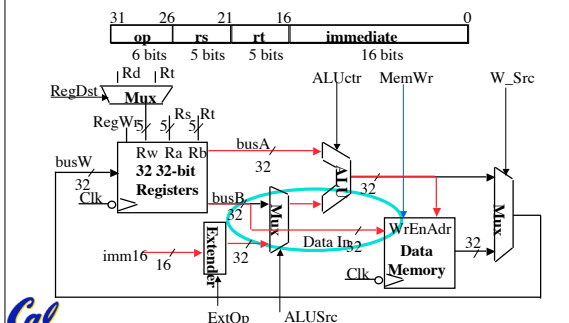 31 26 21 16 0
op rs rt immediate
6 bits 5 bits 5 bits 16 bits
Rd Rt
ALUctr MemWr W_Src
RegDst
Mux
Rs Rt
RegWr 5 5 5
busA
Rw Ra Rb
busW
32 32-bit
Registers
32
32
ALU
32
busB
32
Clk
Mux
WrEnAdr
Mux
Data In 32
32
Data
Memory
Extender
imm16
16
32
Clk
Cal
ExtOp ALUSrc